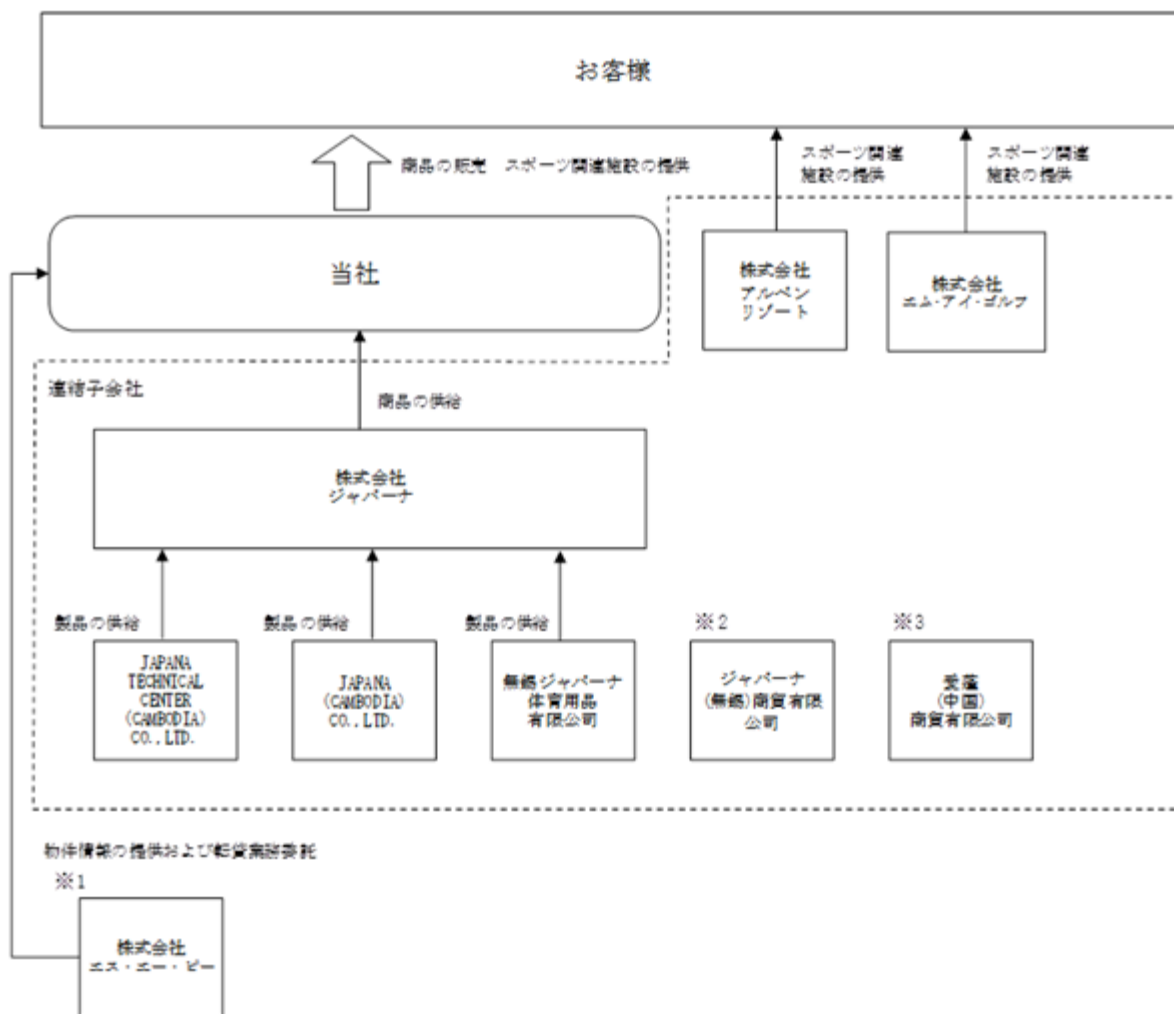 お客様
商品の販売 スポーツ関連施設の提供
スポーツ関連
施設の提供
スポーツ関連
施設の提供
当社
株式会社
アルペン
リゾート
株式会社
エム・アイ・ゴルフ
連結子会社
商品の供給
株式会社
ジャパーナ
製品の供給
製品の供給
製品の供給
※2
※3
JAPANA
TECHNICAL
CENTER
(CAMBODIA)
CO.,LTD.
JAPANA
(CAMBODIA)
CO.,LTD.
無錫ジャパーナ
体育用品
有限公司
ジャパーナ
(無錫)商貿有限
公司
(中国)
商貿有限公司
物件情報の提供および転貸業務委託
※1
株式会社
エス・エー・ピー